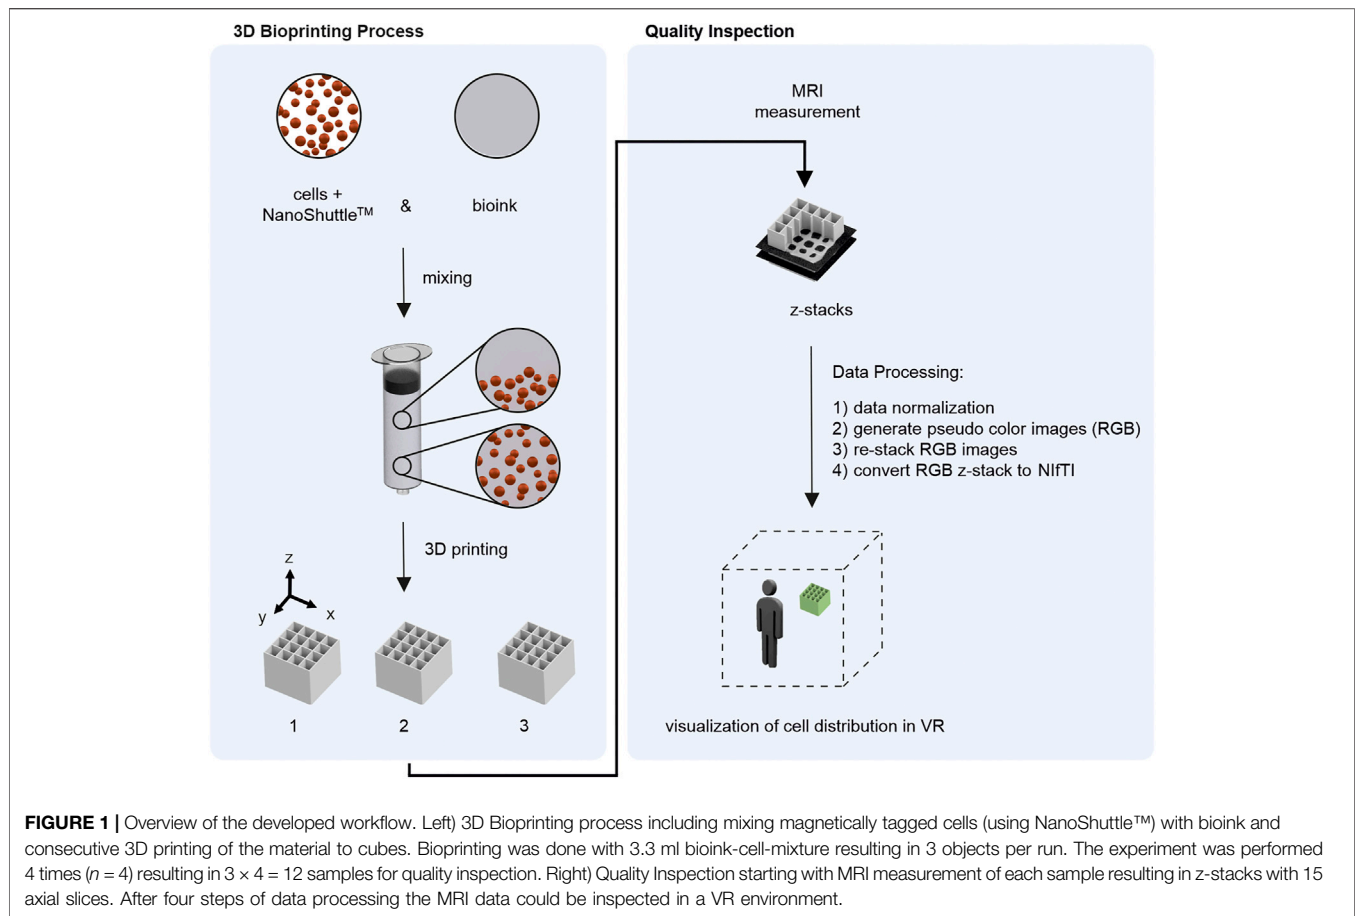 3D Bioprinting Process
cells +
NanoShuttle™
&
bioink
mixing
3D printing
z
y
x
1
2
3
Quality Inspection
MRI
measurement
z-stacks
Data Processing:
1) data normalization
2) generate pseudo color images (RGB)
3) re-stack RGB images
4) convert RGB z-stack to NIfTI
visualization of cell distribution in VR
FIGURE 1 | Overview of the developed workflow. Left) 3D Bioprinting process including mixing magnetically tagged cells (using NanoShuttle™) with bioink and
consecutive 3D printing of the material to cubes. Bioprinting was done with 3.3 ml bioink-cell-mixture resulting in 3 objects per run. The experiment was performed
4 times (n = 4) resulting in 3 × 4 = 12 samples for quality inspection. Right) Quality Inspection starting with MRI measurement of each sample resulting in z-stacks with 15
axial slices. After four steps of data processing the MRI data could be inspected in a VR environment.